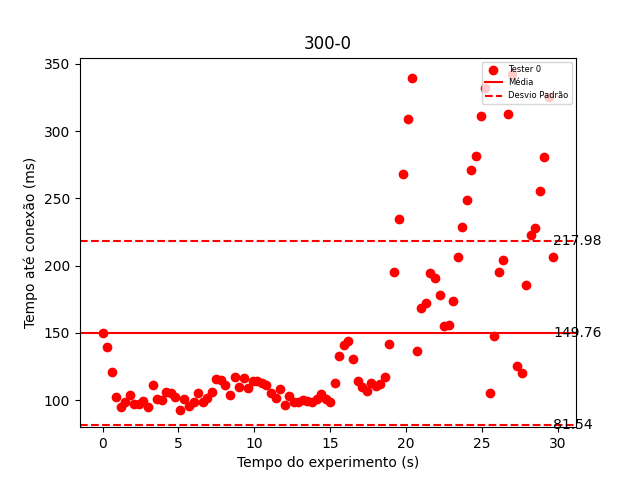 300-0
Tempo até conexão (ms)
350
300
250
200
150
100
Tester 0
Média
Desvio Padrão
217.98
149.76
81.54
0 5 10 15 20 25 30
Tempo do experimento (s)